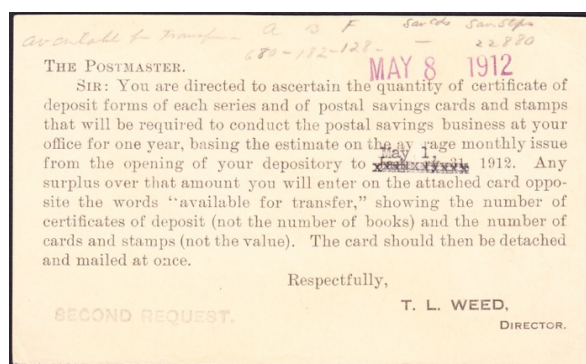 available for transfer – A B F Sav Cds Sav Stps
680-182-128- — 22880
MAY 8 1912
THE POSTMASTER.
SIR: You are directed to ascertain the quantity of certificate of
deposit forms of each series and of postal savings cards and stamps
that will be required to conduct the postal savings business at your
office for one year, basing the estimate on the av rage monthly issue
from the opening of your depository to May 1, 1912. Any
surplus over that amount you will enter on the attached card oppo-
site the words "available for transfer," showing the number of
certificates of deposit (not the number of books) and the number of
cards and stamps (not the value). The card should then be detached
and mailed at once.
Respectfully,
T. L. WEED,
DIRECTOR.
SECOND REQUEST.